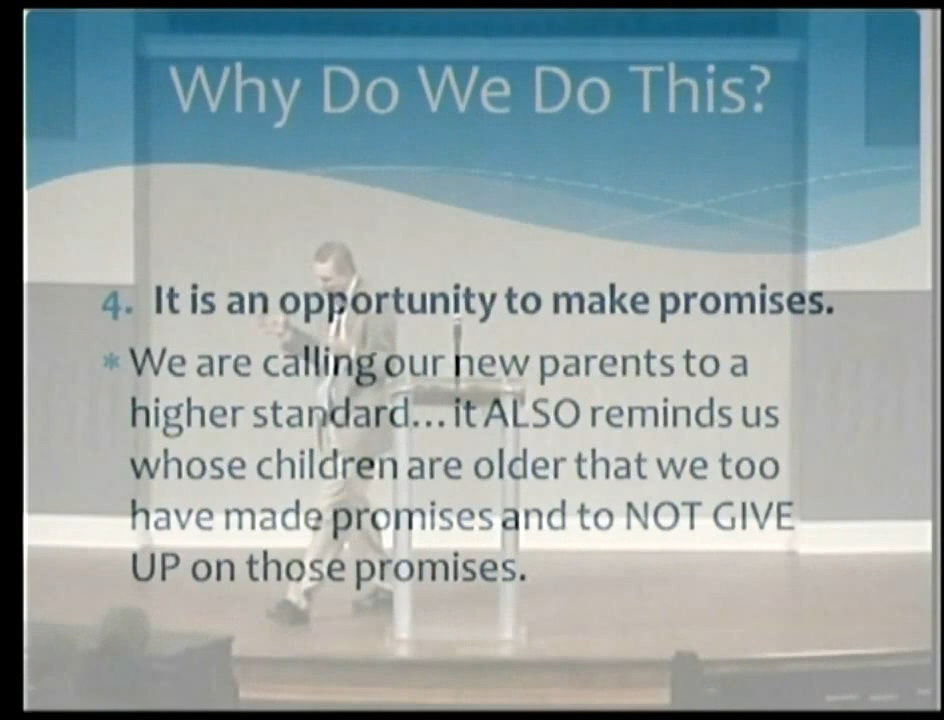 Why Do We Do This?
4. It is an opportunity to make promises.
* We are calling our new parents to a
higher standard... it ALSO reminds us
whose children are older that we too
have made promises and to NOT GIVE
UP on those promises.